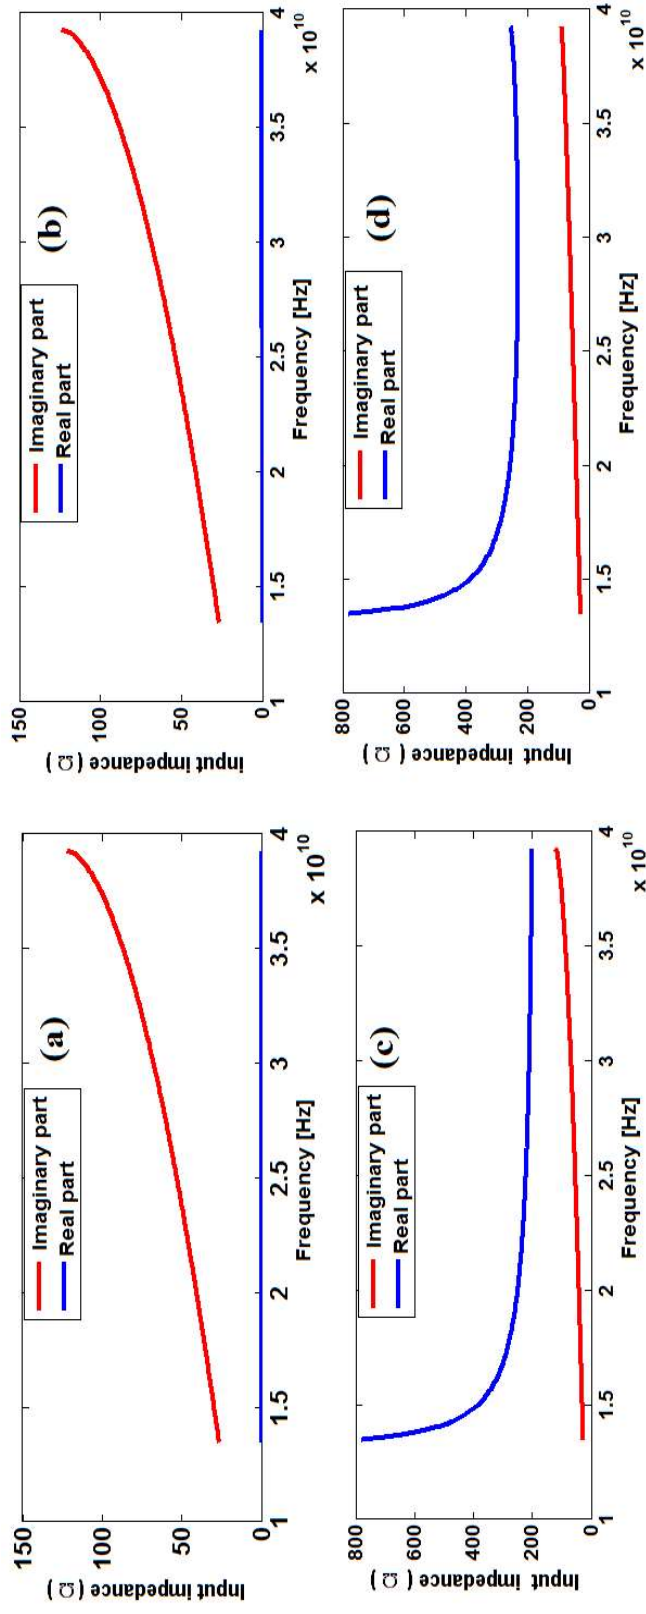 Imaginary part
Real part
(a)
150
100
50
0
Input impedance ( Ω )
1
1.5
2
2.5
3
3.5
4
x 10^10
Frequency [Hz]
Imaginary part
Real part
(b)
150
100
50
0
input impedance ( Ω )
1
1.5
2
2.5
3
3.5
4
x 10^10
Frequency [Hz]
Imaginary part
Real part
(c)
800
600
400
200
0
Input impedance ( Ω )
1
1.5
2
2.5
3
3.5
4
x 10^10
Frequency [Hz]
Imaginary part
Real part
(d)
800
600
400
200
0
Input impedance ( Ω )
1
1.5
2
2.5
3
3.5
4
x 10^10
Frequency [Hz]